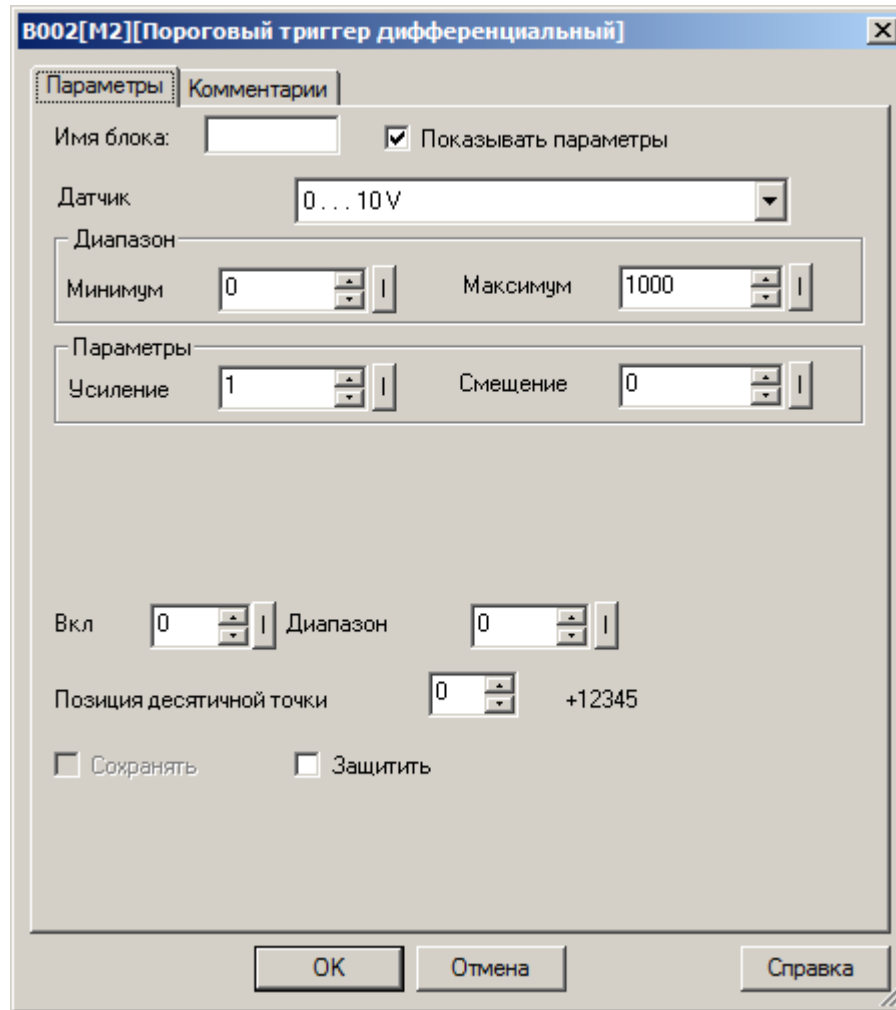 B002[M2][Пороговый триггер дифференциальный]
Параметры Комментарии
Имя блока: Показывать параметры
Датчик 0 . . . 10 V
Диапазон
Минимум 0 I Максимум 1000 I
Параметры
Усиление 1 I Смещение 0 I
Вкл 0 I Диапазон 0 I
Позиция десятичной точки 0 +12345
Сохранять Защитить
OK Отмена Справка